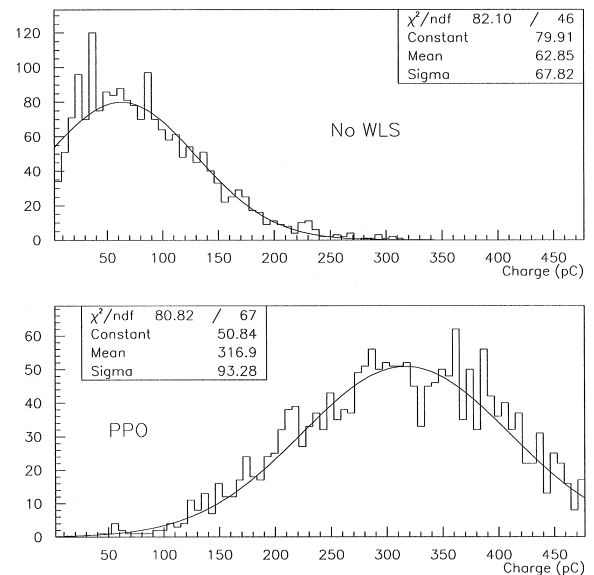 χ²/ndf 82.10 / 46
Constant 79.91
Mean 62.85
Sigma 67.82
No WLS
120
100
80
60
40
20
0
50 100 150 200 250 300 350 400 450
Charge (pC)
χ²/ndf 80.82 / 67
Constant 50.84
Mean 316.9
Sigma 93.28
PPO
60
50
40
30
20
10
0
50 100 150 200 250 300 350 400 450
Charge (pC)